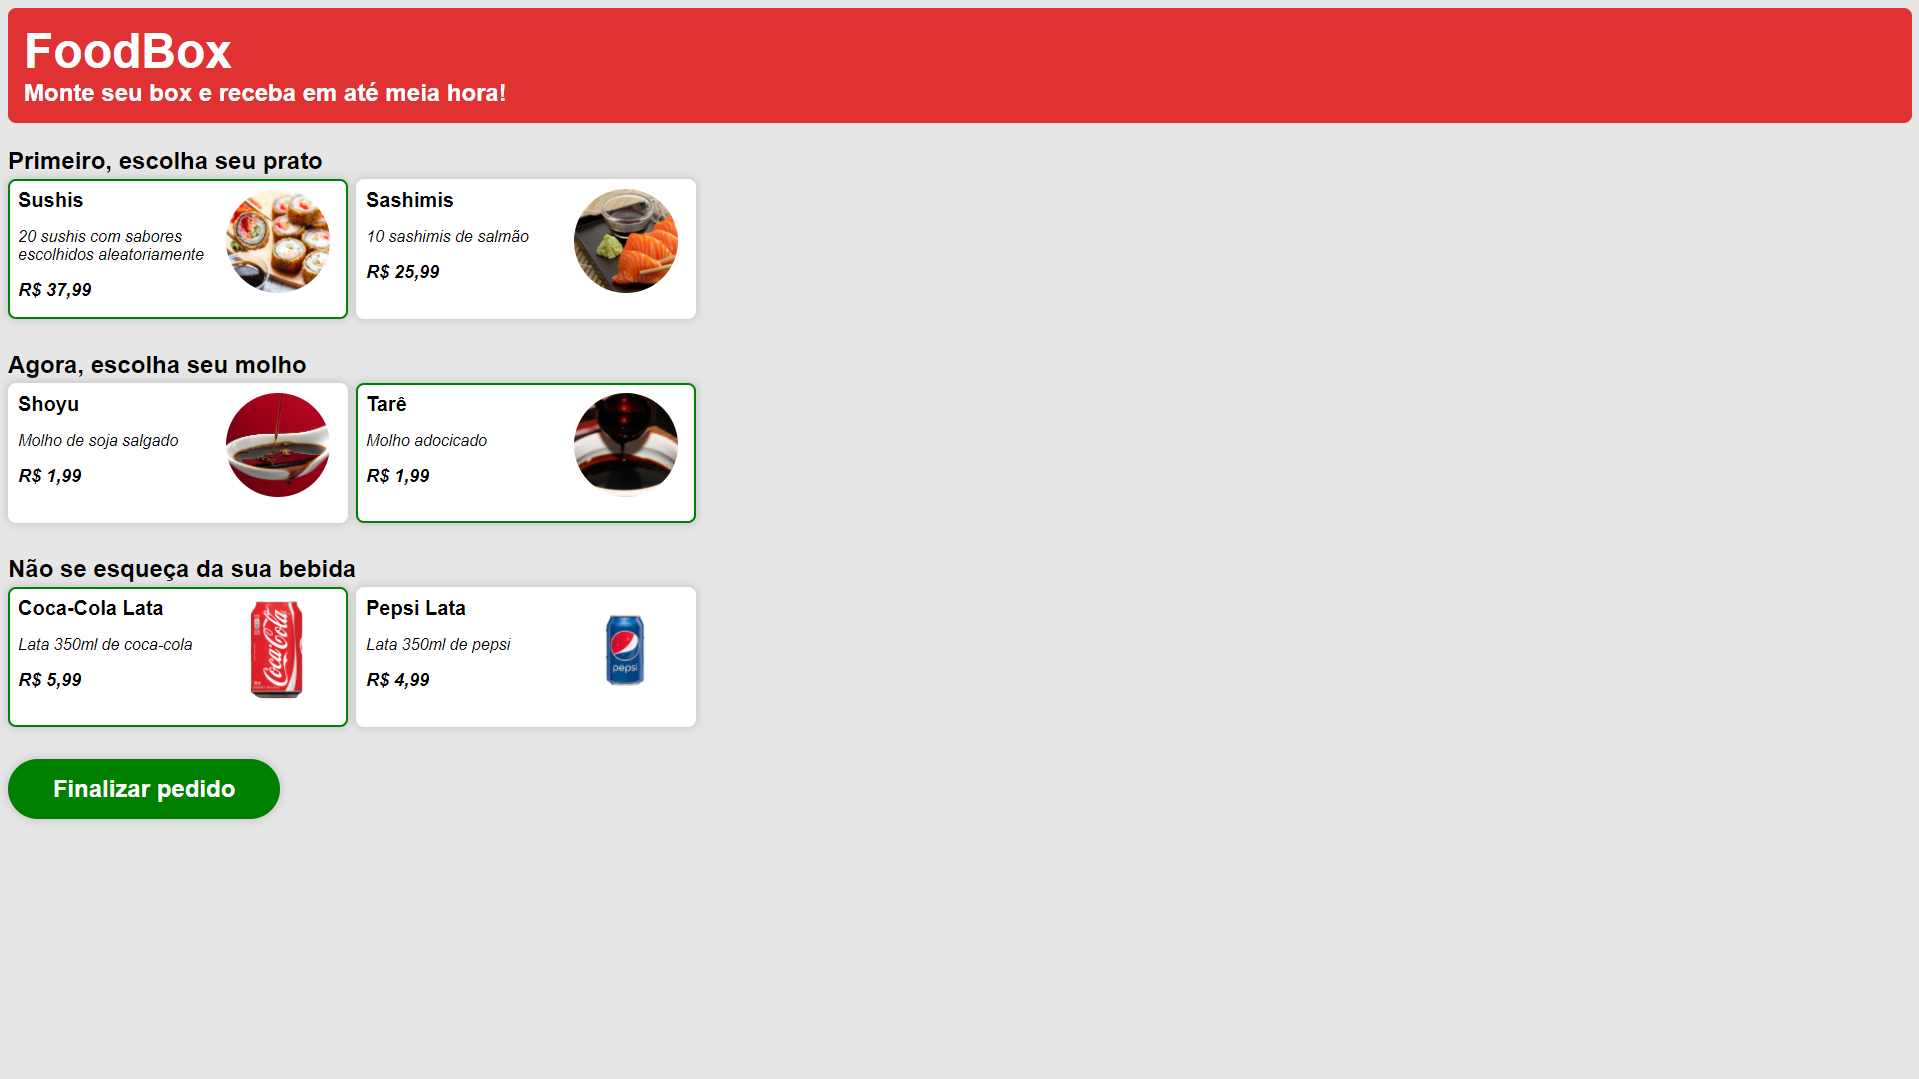 FoodBox
Monte seu box e receba em até meia hora!
Primeiro, escolha seu prato
Sushis
20 sushis com sabores
escolhidos aleatoriamente
R$ 37,99
Sashimis
10 sashimis de salmão
R$ 25,99
Agora, escolha seu molho
Shoyu
Molho de soja salgado
R$ 1,99
Tarê
Molho adocicado
R$ 1,99
Não se esqueça da sua bebida
Coca-Cola Lata
Lata 350ml de coca-cola
R$ 5,99
Coca-Cola
Pepsi Lata
Lata 350ml de pepsi
R$ 4,99
pepsi
Finalizar pedido